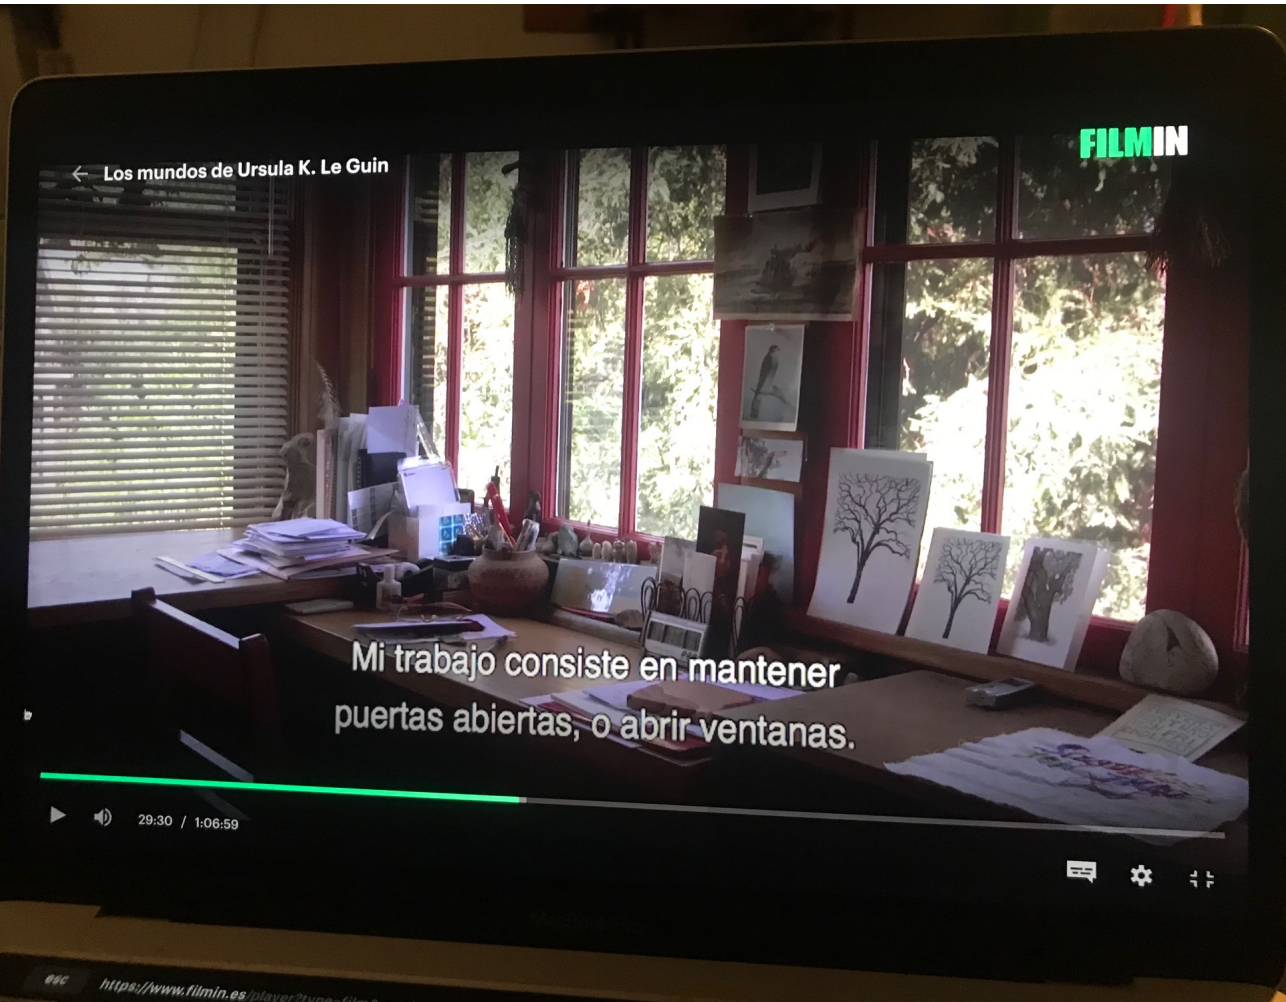 FILMIN
← Los mundos de Ursula K. Le Guin
Mi trabajo consiste en mantener
puertas abiertas, o abrir ventanas.
29:30 / 1:06:59
esc
https://www.filmin.es/player?type=film